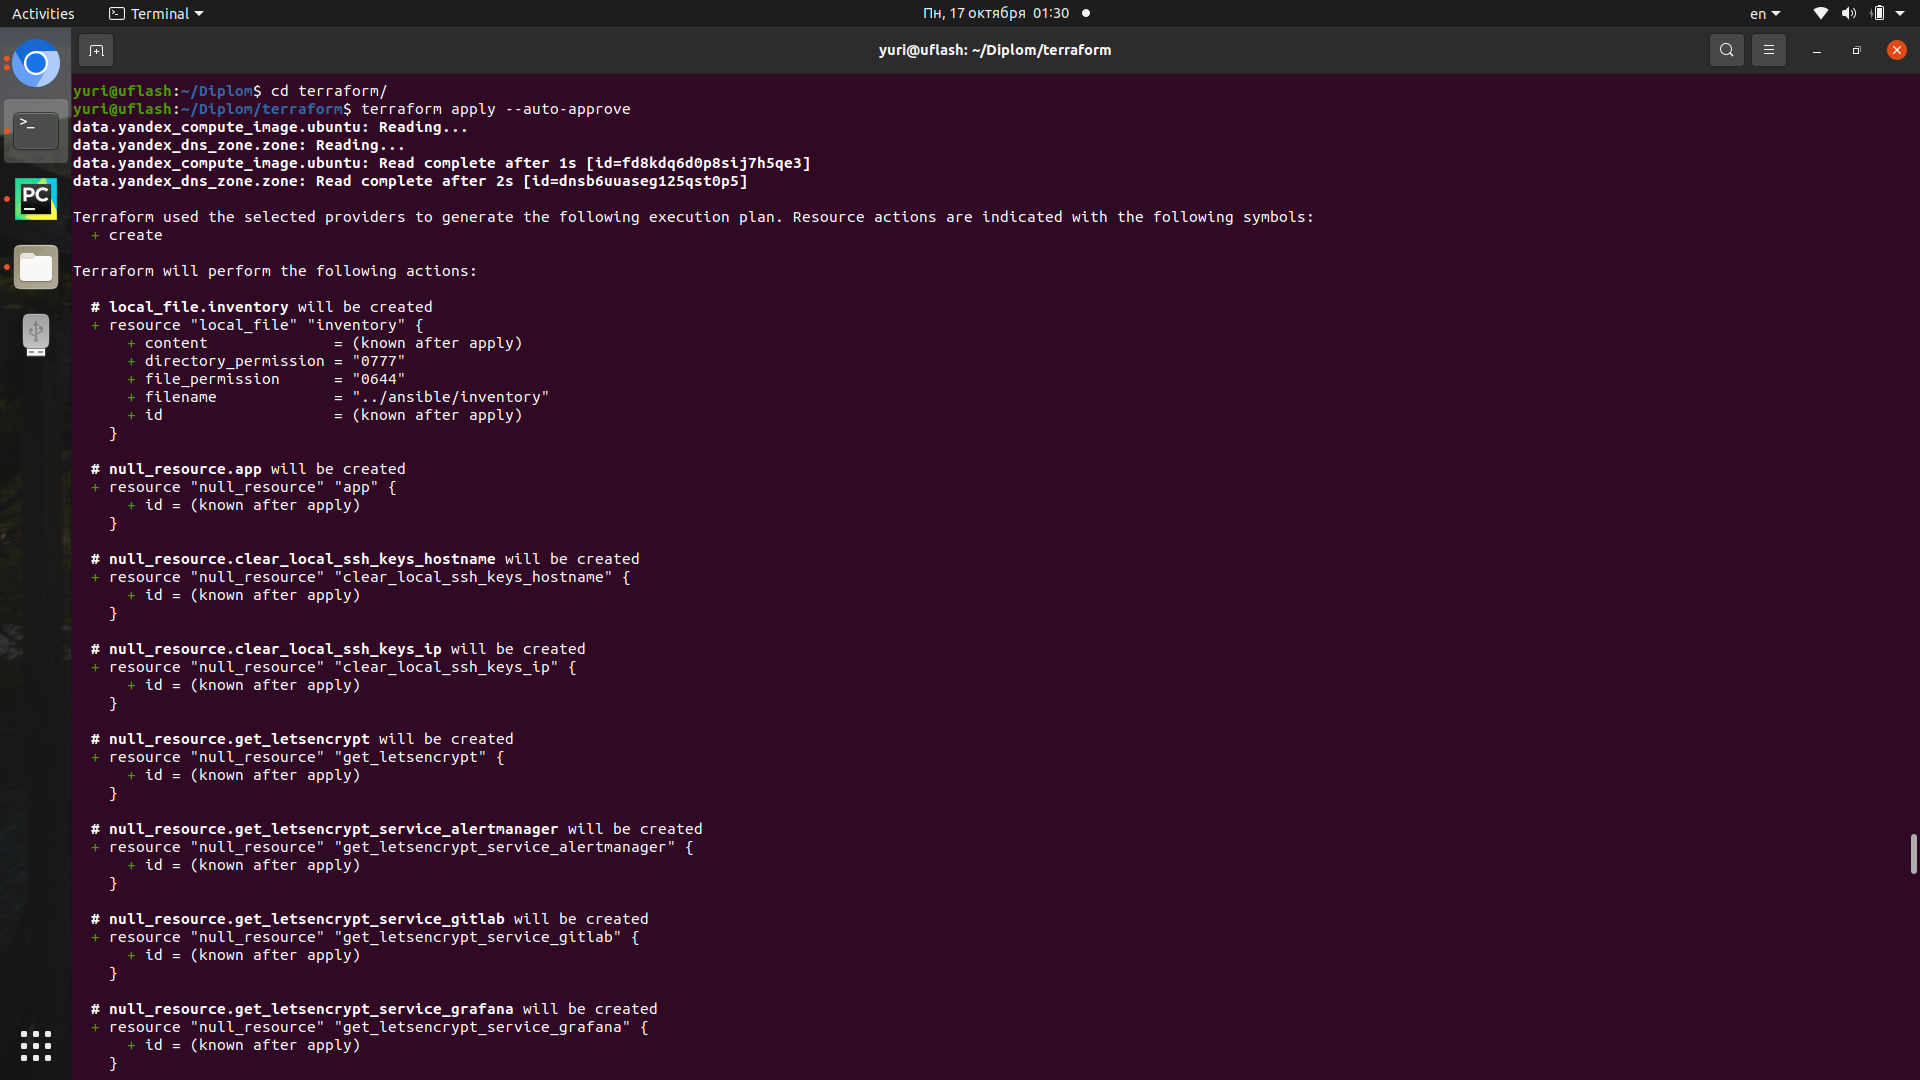 Activities
Terminal
Пн, 17 октября 01:30
en
yuri@uflash: ~/Diplom/terraform
PC
yuri@uflash:~/Diplom$ cd terraform/
yuri@uflash:~/Diplom/terraform$ terraform apply --auto-approve
data.yandex_compute_image.ubuntu: Reading...
data.yandex_dns_zone.zone: Reading...
data.yandex_compute_image.ubuntu: Read complete after 1s [id=fd8kdq6d0p8sij7h5qe3]
data.yandex_dns_zone.zone: Read complete after 2s [id=dnsb6uuaseg125qst0p5]
Terraform used the selected providers to generate the following execution plan. Resource actions are indicated with the following symbols:
  + create
Terraform will perform the following actions:
  # local_file.inventory will be created
  + resource "local_file" "inventory" {
      + content              = (known after apply)
      + directory_permission = "0777"
      + file_permission      = "0644"
      + filename             = "../ansible/inventory"
      + id                   = (known after apply)
    }
  # null_resource.app will be created
  + resource "null_resource" "app" {
      + id = (known after apply)
    }
  # null_resource.clear_local_ssh_keys_hostname will be created
  + resource "null_resource" "clear_local_ssh_keys_hostname" {
      + id = (known after apply)
    }
  # null_resource.clear_local_ssh_keys_ip will be created
  + resource "null_resource" "clear_local_ssh_keys_ip" {
      + id = (known after apply)
    }
  # null_resource.get_letsencrypt will be created
  + resource "null_resource" "get_letsencrypt" {
      + id = (known after apply)
    }
  # null_resource.get_letsencrypt_service_alertmanager will be created
  + resource "null_resource" "get_letsencrypt_service_alertmanager" {
      + id = (known after apply)
    }
  # null_resource.get_letsencrypt_service_gitlab will be created
  + resource "null_resource" "get_letsencrypt_service_gitlab" {
      + id = (known after apply)
    }
  # null_resource.get_letsencrypt_service_grafana will be created
  + resource "null_resource" "get_letsencrypt_service_grafana" {
      + id = (known after apply)
    }